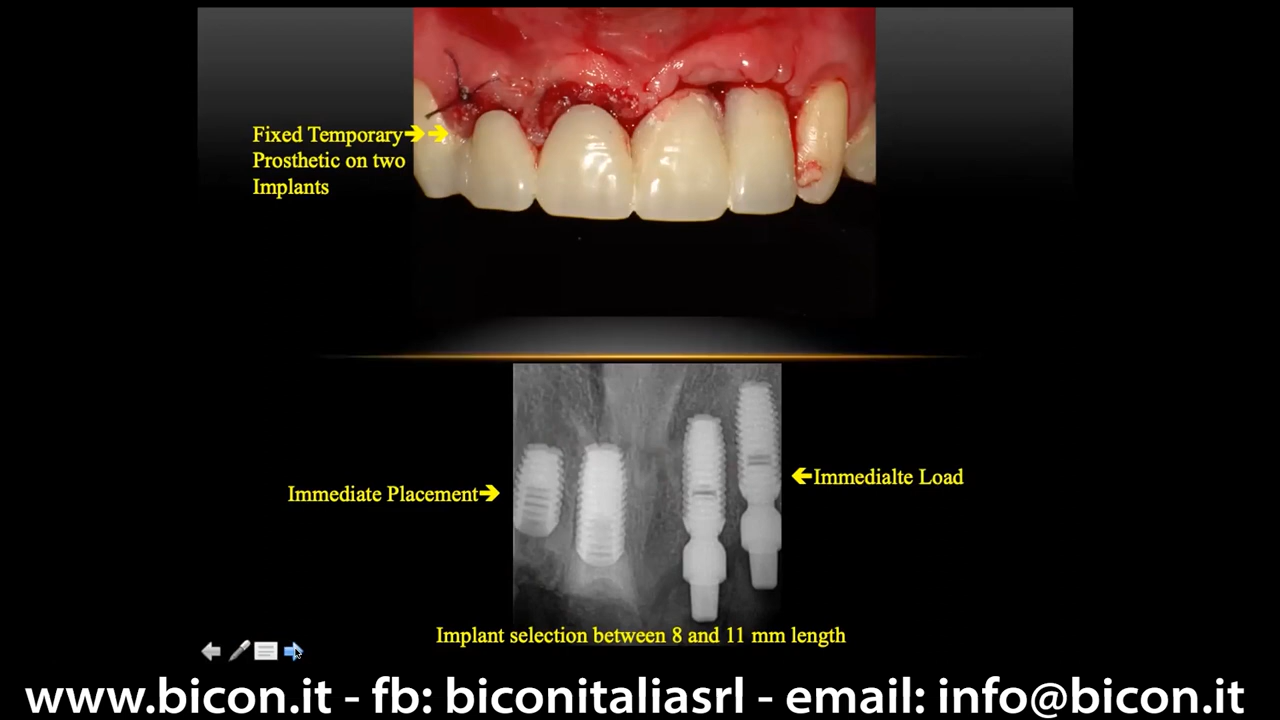 Fixed Temporary→→
Prosthetic on two
Implants
Immediate Placement→
←Immedialte Load
Implant selection between 8 and 11 mm length
www.bicon.it - fb: biconitaliasrl - email: info@bicon.it